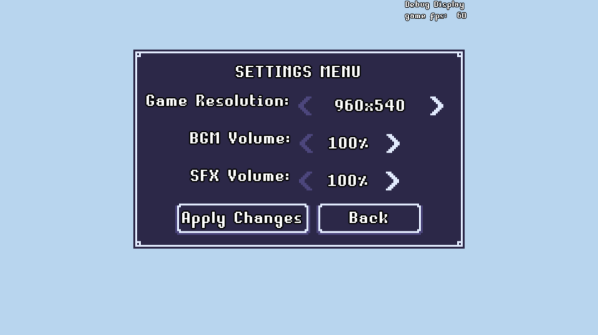 Debug Display
game fps: 60
SETTINGS MENU
Game Resolution: 960x540
BGM Volume: 100%
SFX Volume: 100%
Apply Changes Back